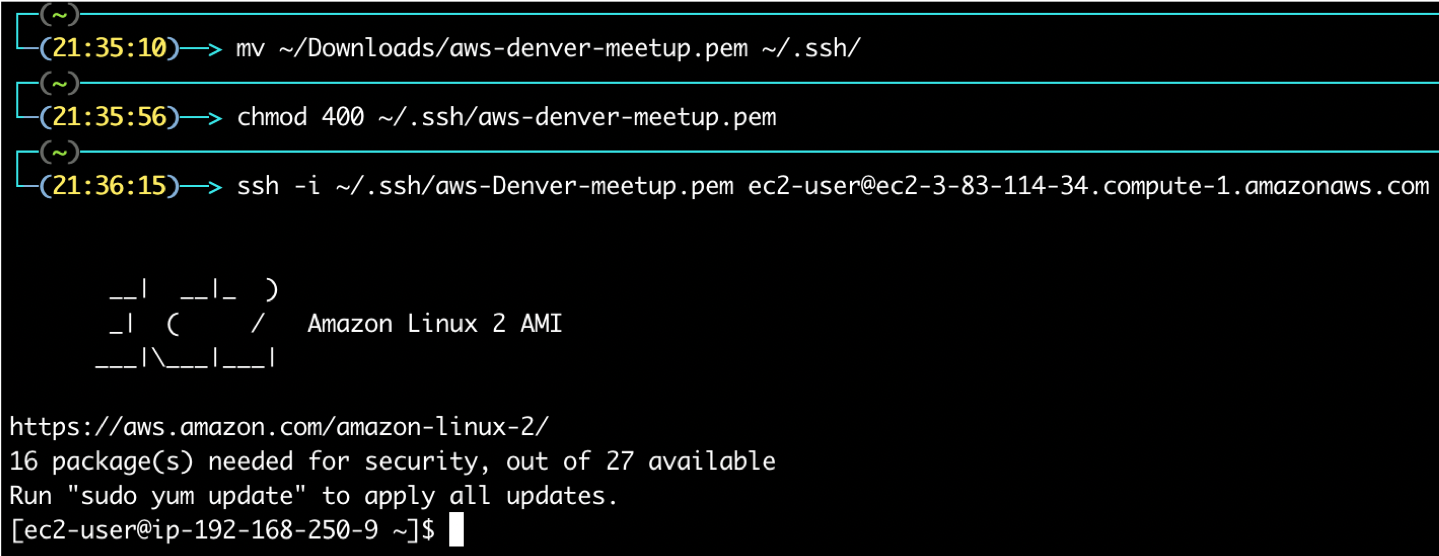 (~)
(21:35:10)——> mv ~/Downloads/aws-denver-meetup.pem ~/.ssh/
(~)
(21:35:56)——> chmod 400 ~/.ssh/aws-denver-meetup.pem
(~)
(21:36:15)——> ssh -i ~/.ssh/aws-Denver-meetup.pem ec2-user@ec2-3-83-114-34.compute-1.amazonaws.com
       __|  __|_  )
       _|  (     /   Amazon Linux 2 AMI
      ___|\___|___|
https://aws.amazon.com/amazon-linux-2/
16 package(s) needed for security, out of 27 available
Run "sudo yum update" to apply all updates.
[ec2-user@ip-192-168-250-9 ~]$